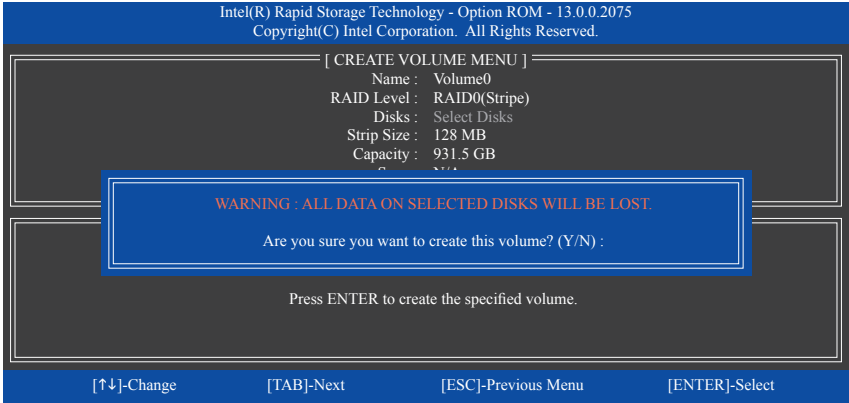 Intel(R) Rapid Storage Technology - Option ROM - 13.0.0.2075
Copyright(C) Intel Corporation. All Rights Reserved.
[ CREATE VOLUME MENU ]
Name : Volume0
RAID Level : RAID0(Stripe)
Disks : Select Disks
Strip Size : 128 MB
Capacity : 931.5 GB
WARNING : ALL DATA ON SELECTED DISKS WILL BE LOST.
Are you sure you want to create this volume? (Y/N) :
Press ENTER to create the specified volume.
[↑↓]-Change [TAB]-Next [ESC]-Previous Menu [ENTER]-Select